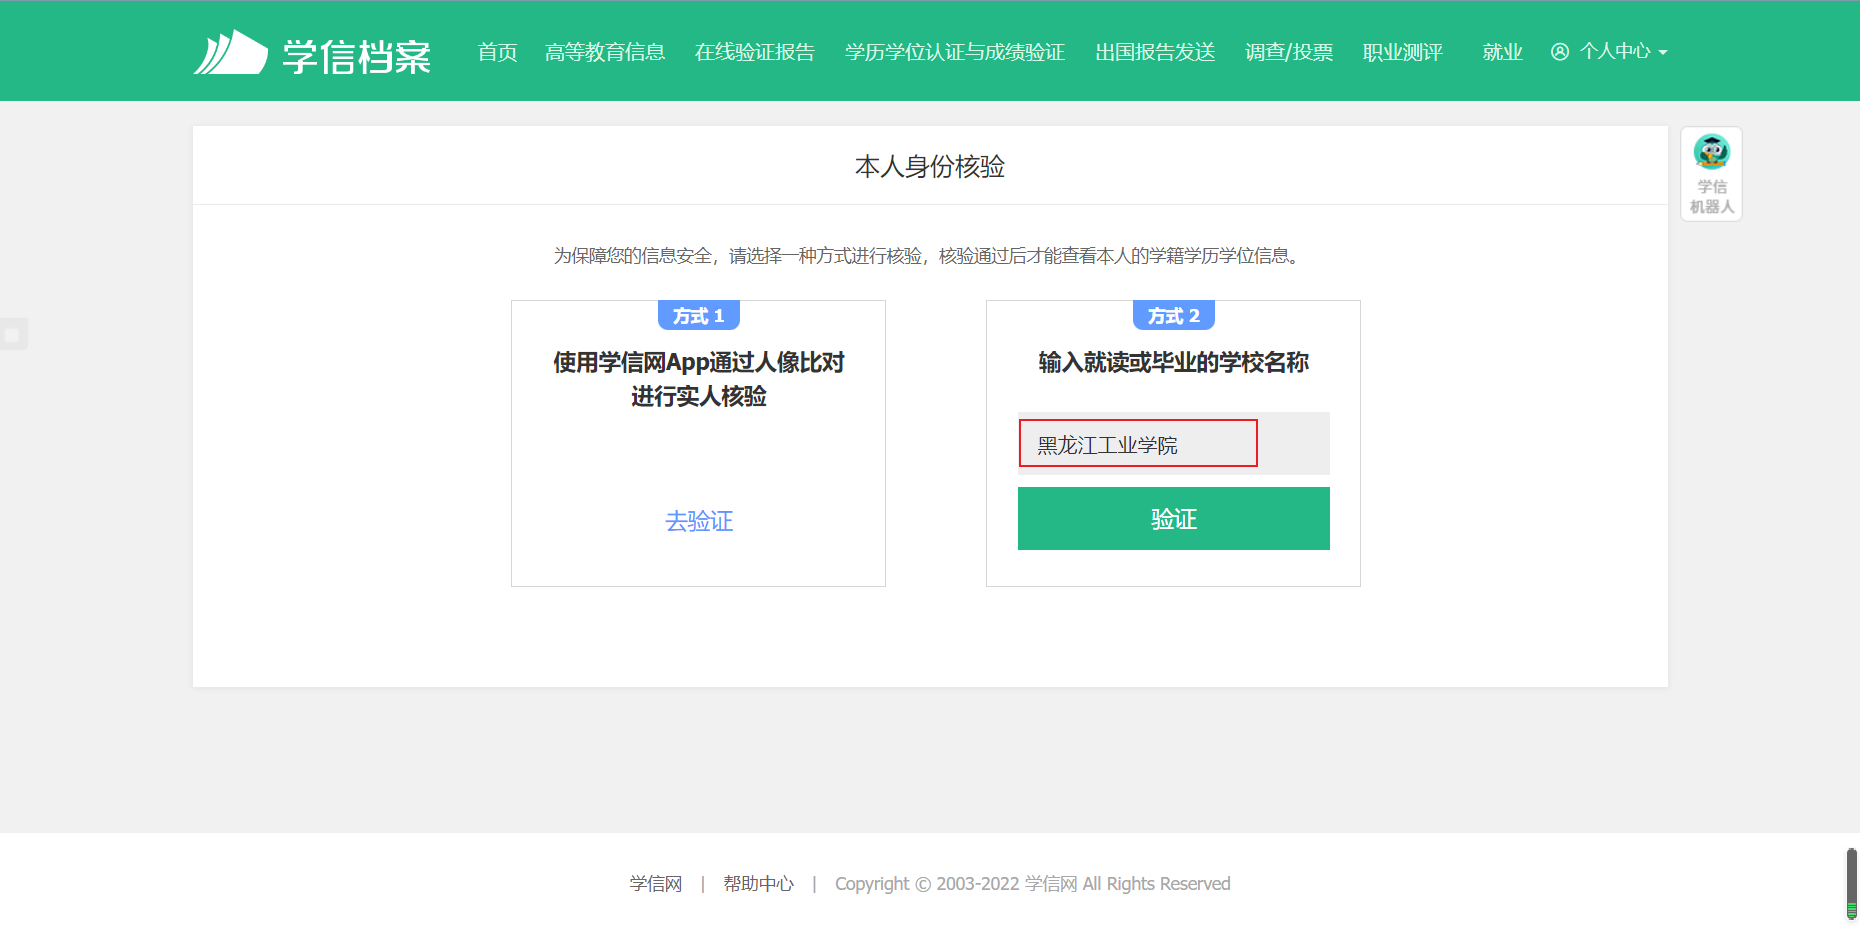 学信档案 首页 高等教育信息 在线验证报告 学历学位认证与成绩验证 出国报告发送 调查/投票 职业测评 就业 个人中心
本人身份核验
学信
机器人
为保障您的信息安全，请选择一种方式进行核验，核验通过后才能查看本人的学籍学历学位信息。
方式 1
使用学信网App通过人像比对
进行实人核验
去验证
方式 2
输入就读或毕业的学校名称
黑龙江工业学院
验证
学信网 | 帮助中心 | Copyright © 2003-2022 学信网 All Rights Reserved